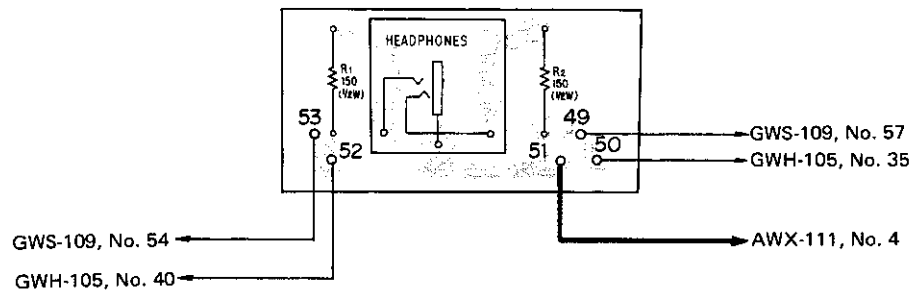 HEADPHONES
R1
150
(1/2W)
R2
150
(1/2W)
53
52
49
50
51
GWS-109, No. 57
GWH-105, No. 35
AWX-111, No. 4
GWS-109, No. 54
GWH-105, No. 40